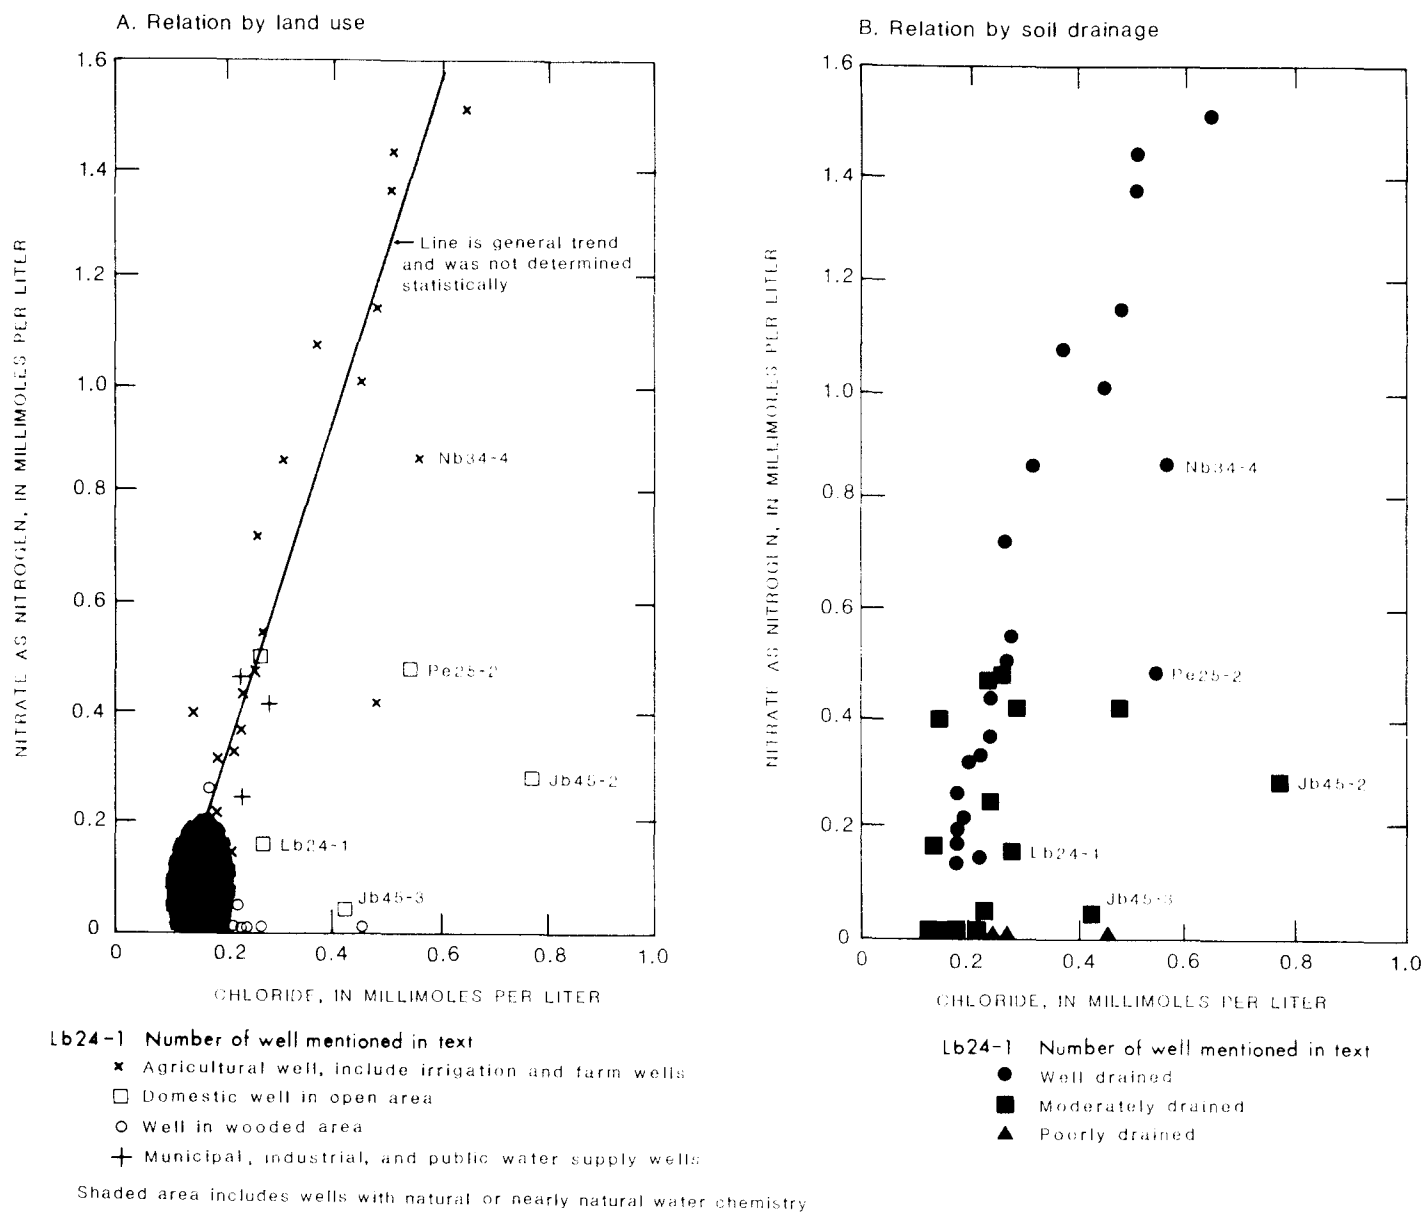 A. Relation by land use
1.6
1.4
1.2
1.0
0.8
0.6
0.4
0.2
0
0
0.2
0.4
0.6
0.8
1.0
NITRATE AS NITROGEN, IN MILLIMOLES PER LITER
CHLORIDE, IN MILLIMOLES PER LITER
Line is general trend
and was not determined
statistically
Nb34-4
Pe25-2
Jb45-2
Lb24-1
Jb45-3
Lb24-1 Number of well mentioned in text
Agricultural well, include irrigation and farm wells
Domestic well in open area
Well in wooded area
Municipal, industrial, and public water supply wells
Shaded area includes wells with natural or nearly natural water chemistry
B. Relation by soil drainage
1.6
1.4
1.2
1.0
0.8
0.6
0.4
0.2
0
0
0.2
0.4
0.6
0.8
1.0
NITRATE AS NITROGEN, IN MILLIMOLES PER LITER
CHLORIDE, IN MILLIMOLES PER LITER
Nb34-4
Pe25-2
Jb45-2
Lb24-1
Jb45-3
Lb24-1 Number of well mentioned in text
Well drained
Moderately drained
Poorly drained